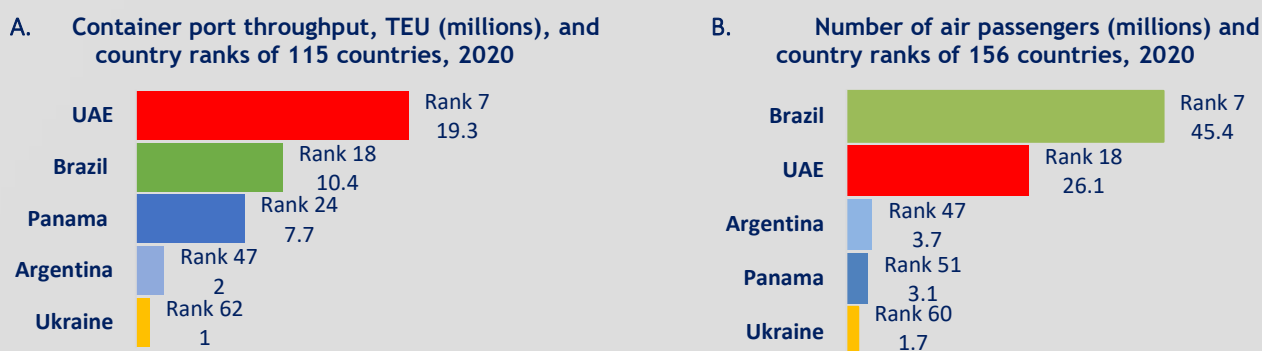 A. Container port throughput, TEU (millions), and
country ranks of 115 countries, 2020
UAE
Rank 7
19.3
Brazil
Rank 18
10.4
Panama
Rank 24
7.7
Argentina
Rank 47
2
Ukraine
Rank 62
1
B. Number of air passengers (millions) and
country ranks of 156 countries, 2020
Brazil
Rank 7
45.4
UAE
Rank 18
26.1
Argentina
Rank 47
3.7
Panama
Rank 51
3.1
Ukraine
Rank 60
1.7